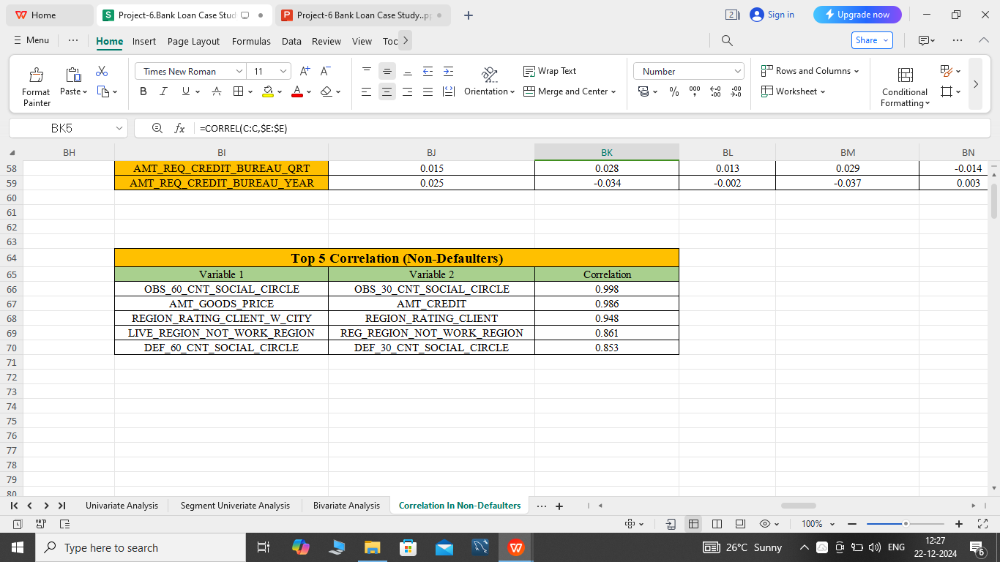 Home
Project-6.Bank Loan Case Stud
Project-6 Bank Loan Case Study..pp
2
Sign in
Upgrade now
Menu
Home Insert Page Layout Formulas Data Review View Toc
Share
Format Painter
Paste
Times New Roman 11
Orientation
Wrap Text
Merge and Center
Number
Rows and Columns
Worksheet
Conditional Formatting
BK5
fx =CORREL(C:C,$E:$E)
BH BI BJ BK BL BM BN
58 AMT_REQ_CREDIT_BUREAU_QRT 0.015 0.028 0.013 0.029 -0.014
59 AMT_REQ_CREDIT_BUREAU_YEAR 0.025 -0.034 -0.002 -0.037 0.003
60
61
62
63
64 Top 5 Correlation (Non-Defaulters)
65 Variable 1 Variable 2 Correlation
66 OBS_60_CNT_SOCIAL_CIRCLE OBS_30_CNT_SOCIAL_CIRCLE 0.998
67 AMT_GOODS_PRICE AMT_CREDIT 0.986
68 REGION_RATING_CLIENT_W_CITY REGION_RATING_CLIENT 0.948
69 LIVE_REGION_NOT_WORK_REGION REG_REGION_NOT_WORK_REGION 0.861
70 DEF_60_CNT_SOCIAL_CIRCLE DEF_30_CNT_SOCIAL_CIRCLE 0.853
71
72
73
74
75
76
77
78
79
80
Univariate Analysis Segment Univeriate Analysis Bivariate Analysis Correlation In Non-Defaulters
100%
Type here to search
26°C Sunny
ENG
12:27
22-12-2024
6